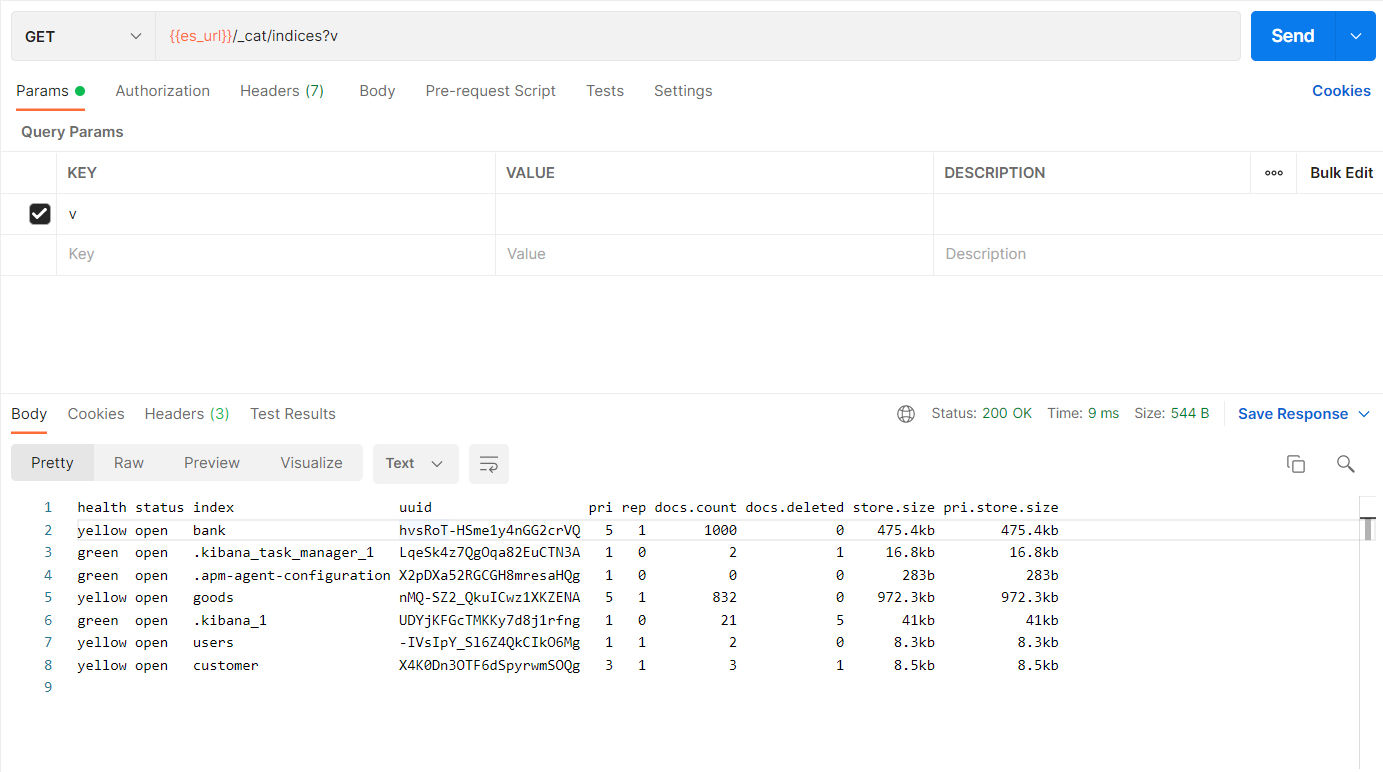 GET {{es_url}}/_cat/indices?v Send
Params Authorization Headers (7) Body Pre-request Script Tests Settings Cookies
Query Params
KEY VALUE DESCRIPTION ooo Bulk Edit
v
Key Value Description
Body Cookies Headers (3) Test Results Status: 200 OK Time: 9 ms Size: 544 B Save Response
Pretty Raw Preview Visualize Text
1 health status index uuid pri rep docs.count docs.deleted store.size pri.store.size
2 yellow open bank hvsRoT-HSme1y4nGG2crVQ 5 1 1000 0 475.4kb 475.4kb
3 green open .kibana_task_manager_1 LqeSk4z7QgOqa82EuCTN3A 1 0 2 1 16.8kb 16.8kb
4 green open .apm-agent-configuration X2pDXa52RGCGH8mresaHQg 1 0 0 0 283b 283b
5 yellow open goods nMQ-SZ2_QkuICwz1XKZENA 5 1 832 0 972.3kb 972.3kb
6 green open .kibana_1 UDYjKFGcTMKKy7d8j1rfng 1 0 21 5 41kb 41kb
7 yellow open users -IVsIpY_Sl6Z4QkCIkO6Mg 1 1 2 0 8.3kb 8.3kb
8 yellow open customer X4K0Dn3OTF6dSpyrwmSOQg 3 1 3 1 8.5kb 8.5kb
9